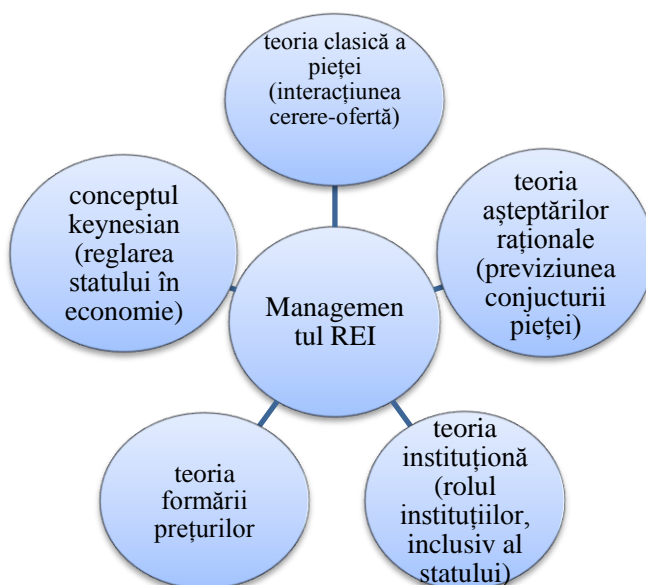 teoria clasică a
pieței
(interacțiunea
cerere-ofertă)
conceptul
keynesian
(reglarea
statului în
economie)
teoria
așteptărilor
raționale
(previziunea
conjucturii
pieței)
Managemen
tul REI
teoria
formării
prețurilor
teoria
instituționă
(rolul
instituțiilor,
inclusiv al
statului)